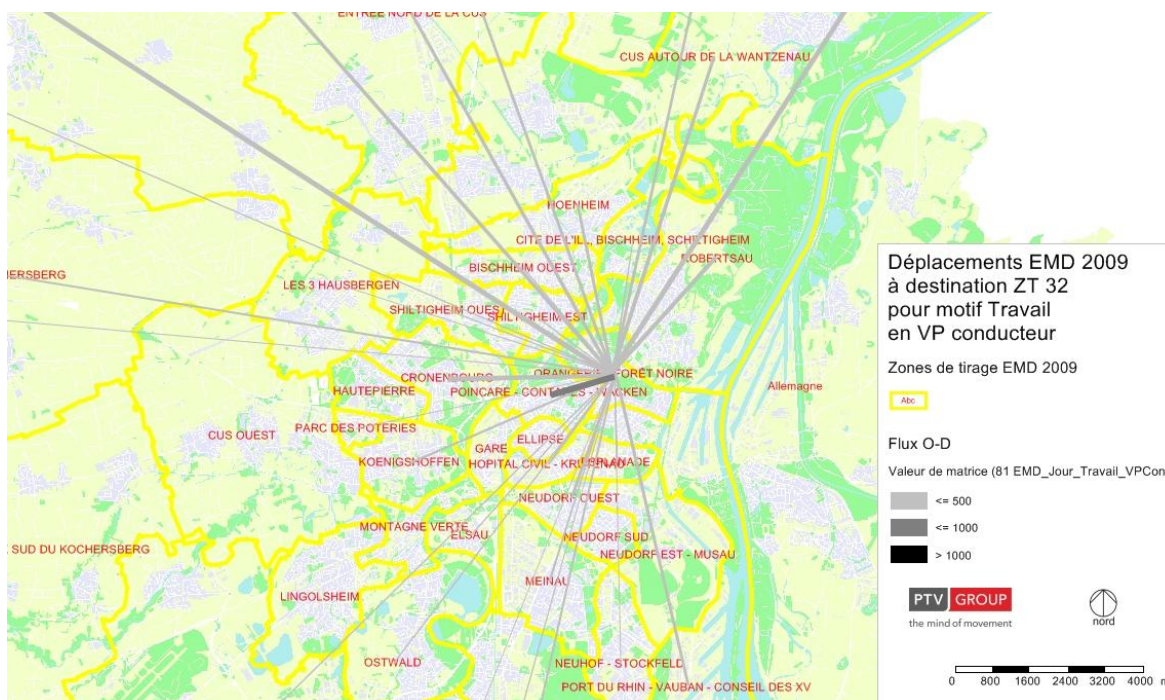 ENTREE NORD DE LA CUS
CUS AUTOUR DE LA WANTZENAU
HOENHEIM
CITE DE L'ILL, BISCHHEIM, SCHILTIGHEIM
ROBERTSAU
BISCHHEIM OUEST
HERSBERG
LES 3 HAUSBERGEN
SHILTIGHEIM OUEST
SHILTIGHEIM EST
ORANGERIE - FORÊT NOIRE
CRONENBOURG
HAUTEPIERRE
POINCARE - CONTADES - WACKEN
Allemagne
PARC DES POTERIES
CUS OUEST
ELLIPSE
GARE
KOENIGSHOFFEN
HOPITAL CIVIL - KRUTENAU
ESPLANADE
NEUDORF OUEST
MONTAGNE VERTE
ELSAU
NEUDORF SUD
SUD DU KOCHERSBERG
NEUDORF EST - MUSAU
MEINAU
LINGOLSHEIM
OSTWALD
NEUHOF - STOCKFELD
PORT DU RHIN - VAUBAN - CONSEIL DES XV
Déplacements EMD 2009
à destination ZT 32
pour motif Travail
en VP conducteur
Zones de tirage EMD 2009
Abc
Flux O-D
Valeur de matrice (81 EMD_Jour_Travail_VPCon
<= 500
<= 1000
> 1000
PTV GROUP
the mind of movement
nord
0 800 1600 2400 3200 4000 m